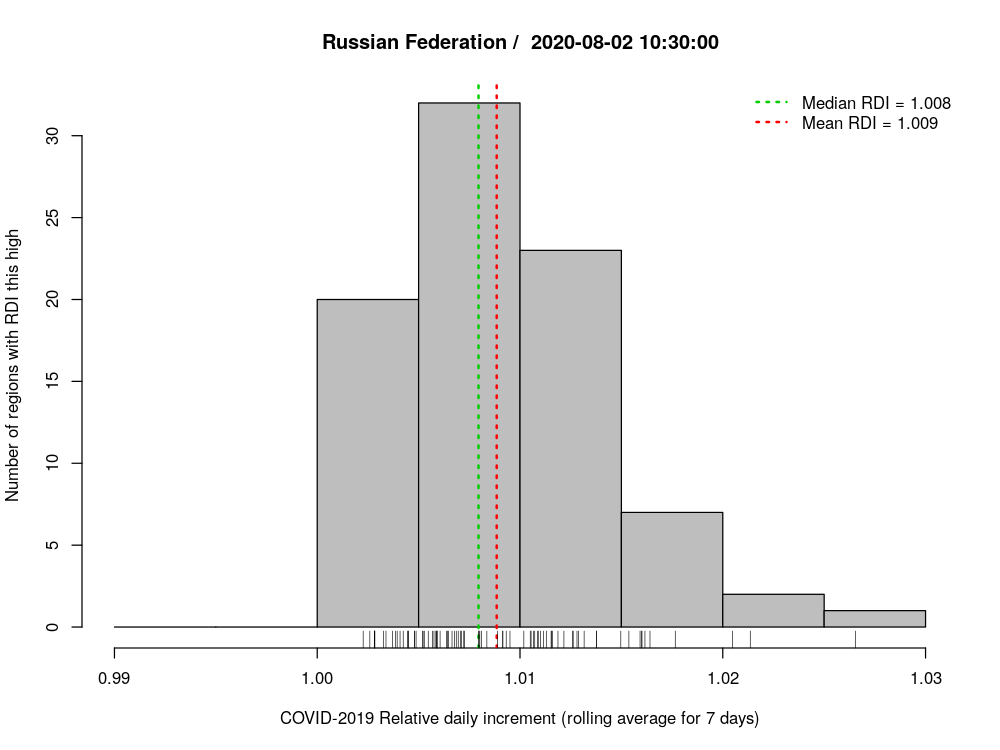 Russian Federation /  2020-08-02 10:30:00
Median RDI = 1.008
Mean RDI = 1.009
Number of regions with RDI this high
30
25
20
15
10
5
0
0.99 1.00 1.01 1.02 1.03
COVID-2019 Relative daily increment (rolling average for 7 days)